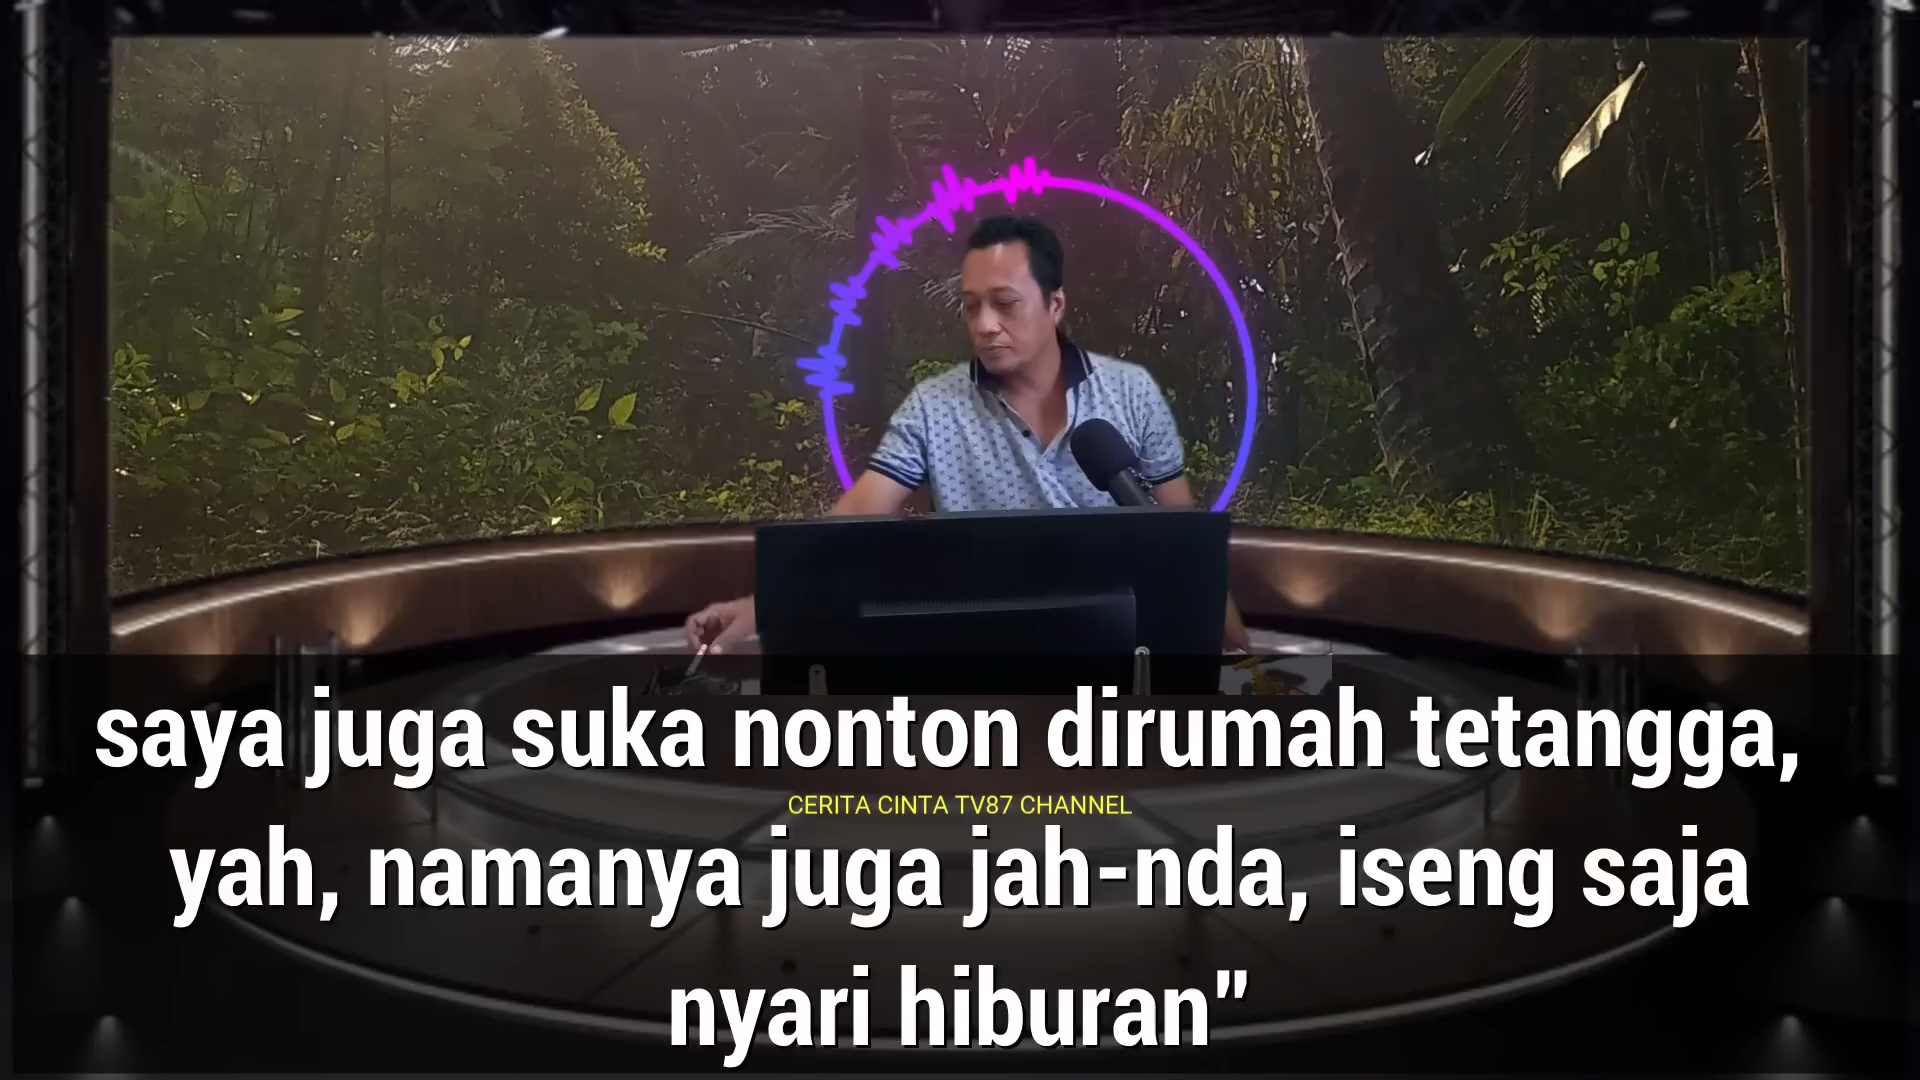 saya juga suka nonton dirumah tetangga,
CERITA CINTA TV87 CHANNEL
yah, namanya juga jah-nda, iseng saja
nyari hiburan”